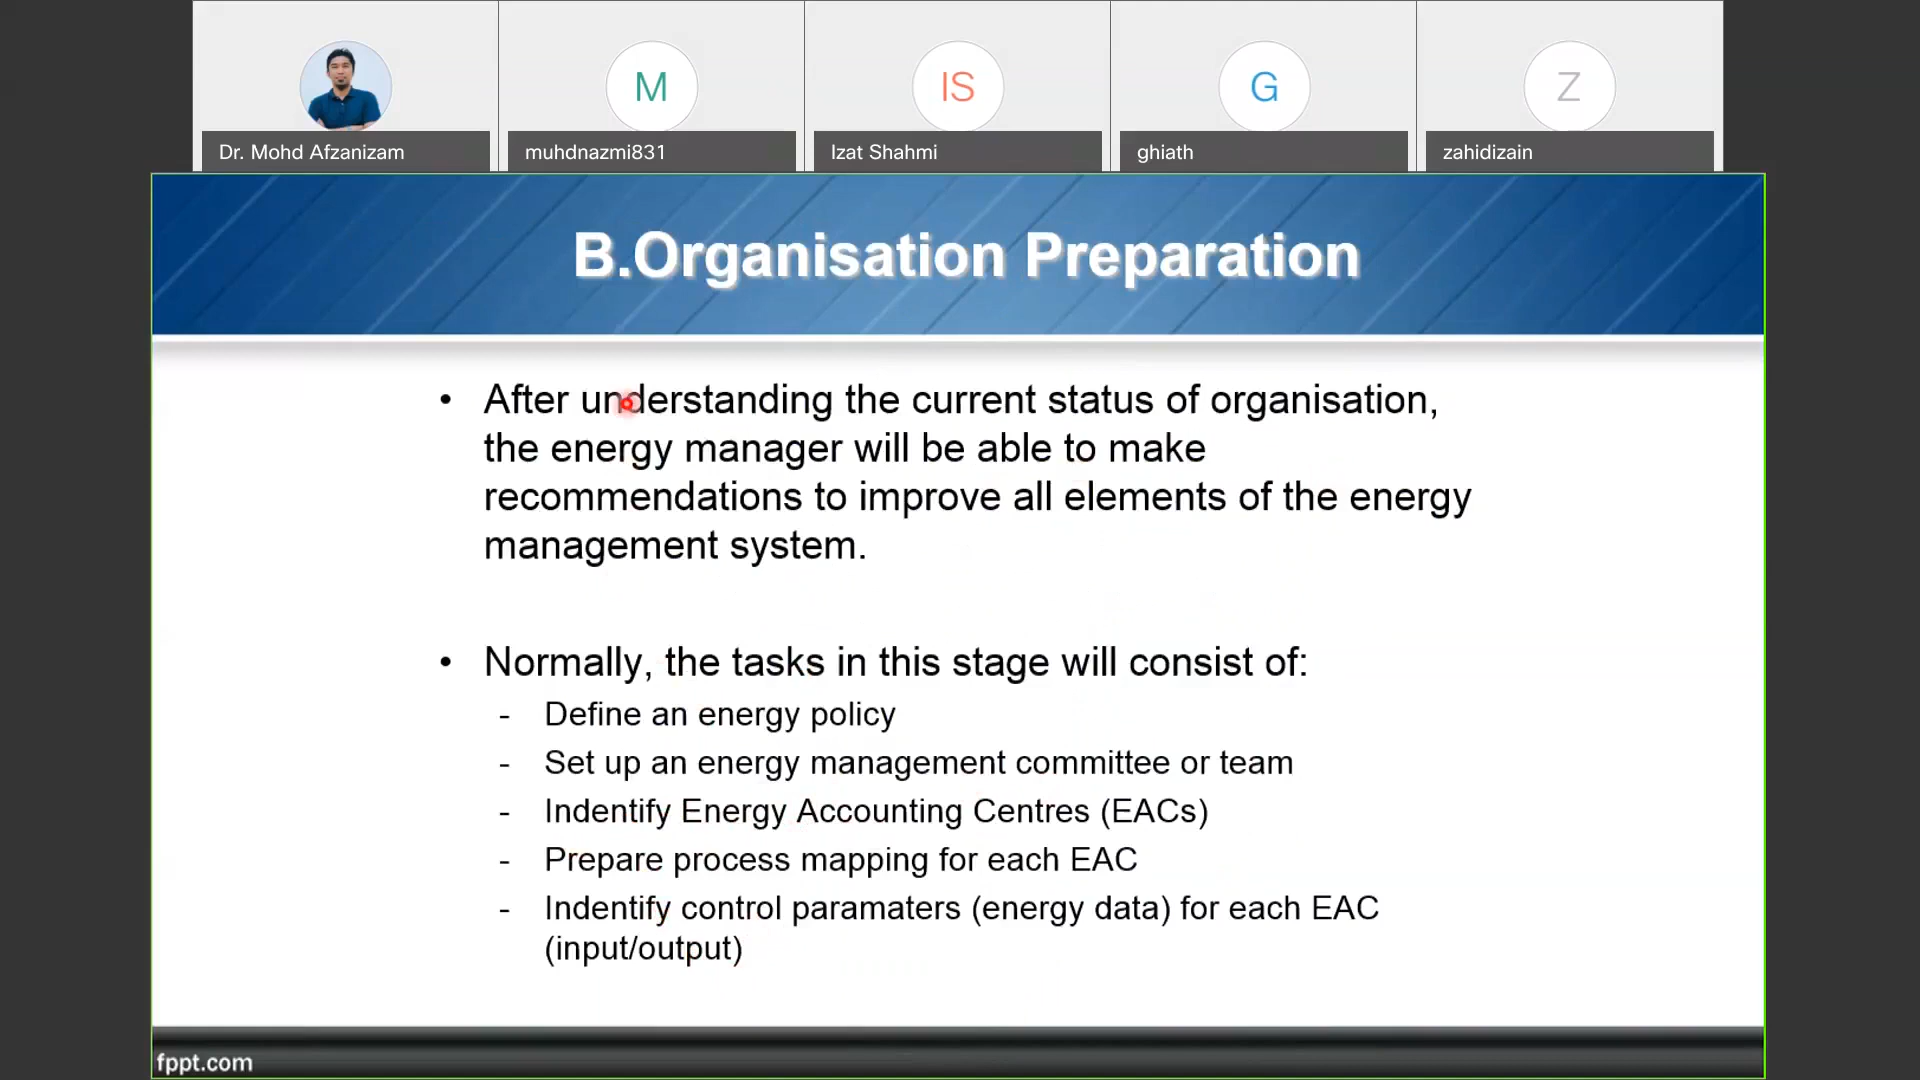 M
IS
G
Z
Dr. Mohd Afzanizam
muhdnazmi831
Izat Shahmi
ghiath
zahidizain
B.Organisation Preparation
• After understanding the current status of organisation,
the energy manager will be able to make
recommendations to improve all elements of the energy
management system.
• Normally, the tasks in this stage will consist of:
- Define an energy policy
- Set up an energy management committee or team
- Indentify Energy Accounting Centres (EACs)
- Prepare process mapping for each EAC
- Indentify control paramaters (energy data) for each EAC
(input/output)
fppt.com